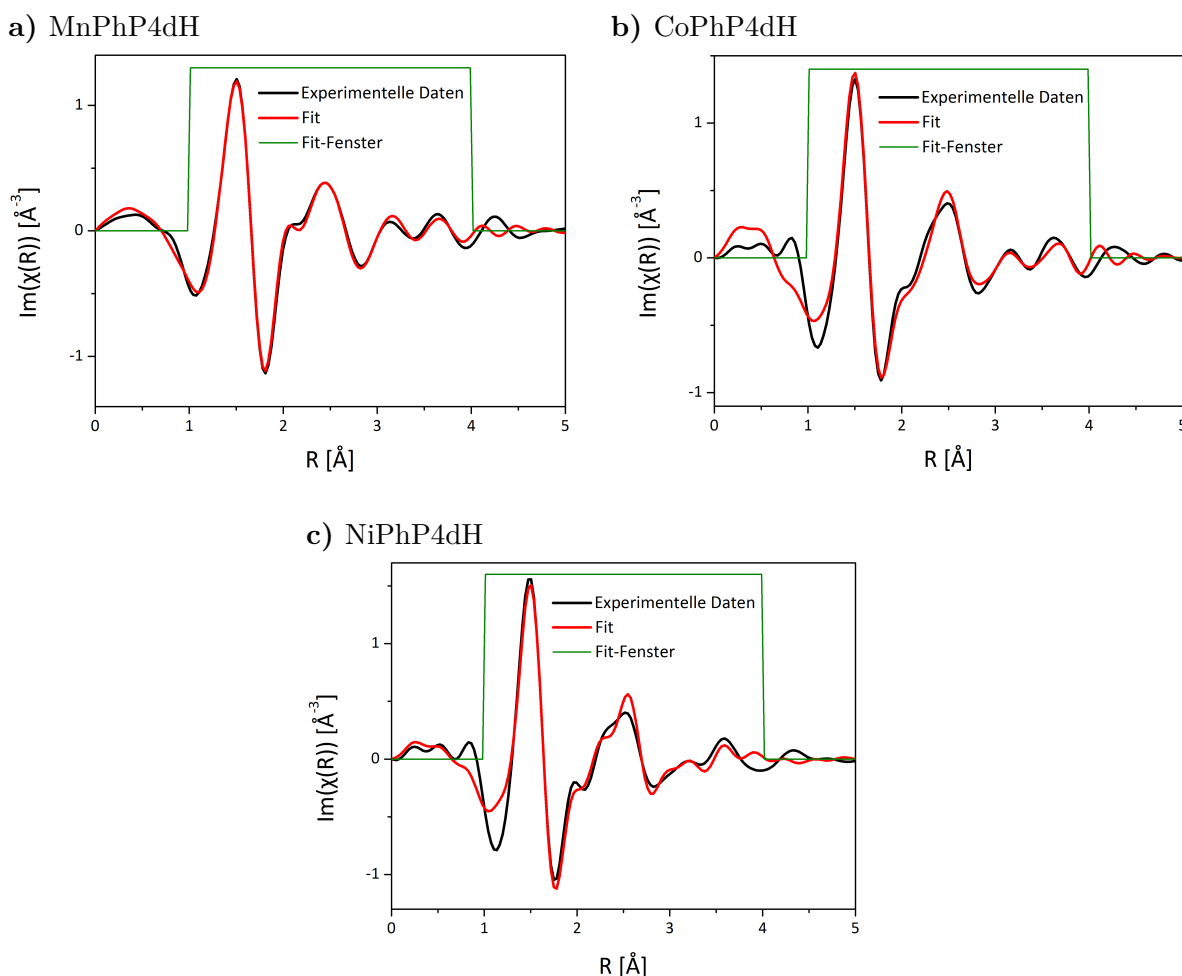 a) MnPhP4dH
Im(χ(R)) [Å⁻³]
1
0
-1
Experimentelle Daten
Fit
Fit-Fenster
0 1 2 3 4 5
R [Å]
b) CoPhP4dH
Im(χ(R)) [Å⁻³]
1
0
-1
Experimentelle Daten
Fit
Fit-Fenster
0 1 2 3 4 5
R [Å]
c) NiPhP4dH
Im(χ(R)) [Å⁻³]
1
0
-1
Experimentelle Daten
Fit
Fit-Fenster
0 1 2 3 4 5
R [Å]